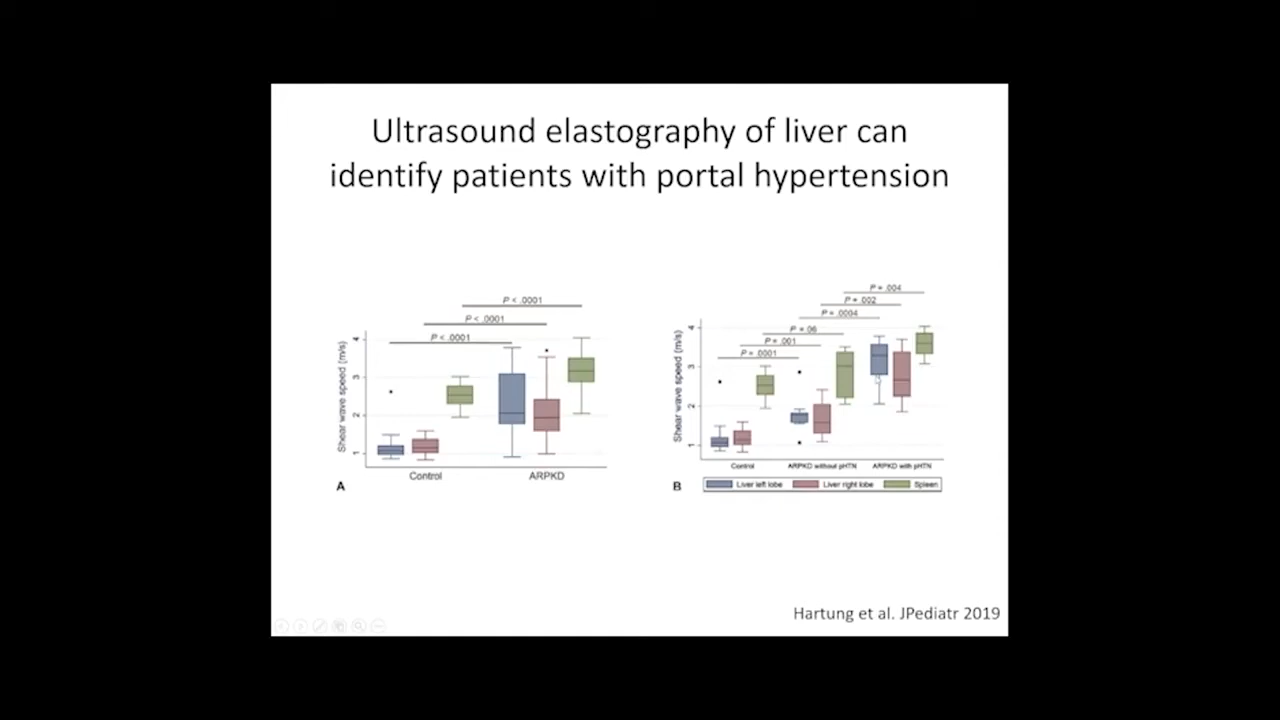 Ultrasound elastography of liver can
identify patients with portal hypertension
P < .0001
P < .0001
P < .0001
Shear wave speed (m/s)
4
3
2
1
Control
ARPKD
A
P = .004
P = .002
P = .0004
P = .06
P = .001
P = .0001
Shear wave speed (m/s)
4
3
2
1
Control
ARPKD without pHTN
ARPKD with pHTN
B
Liver left lobe
Liver right lobe
Spleen
Hartung et al. JPediatr 2019